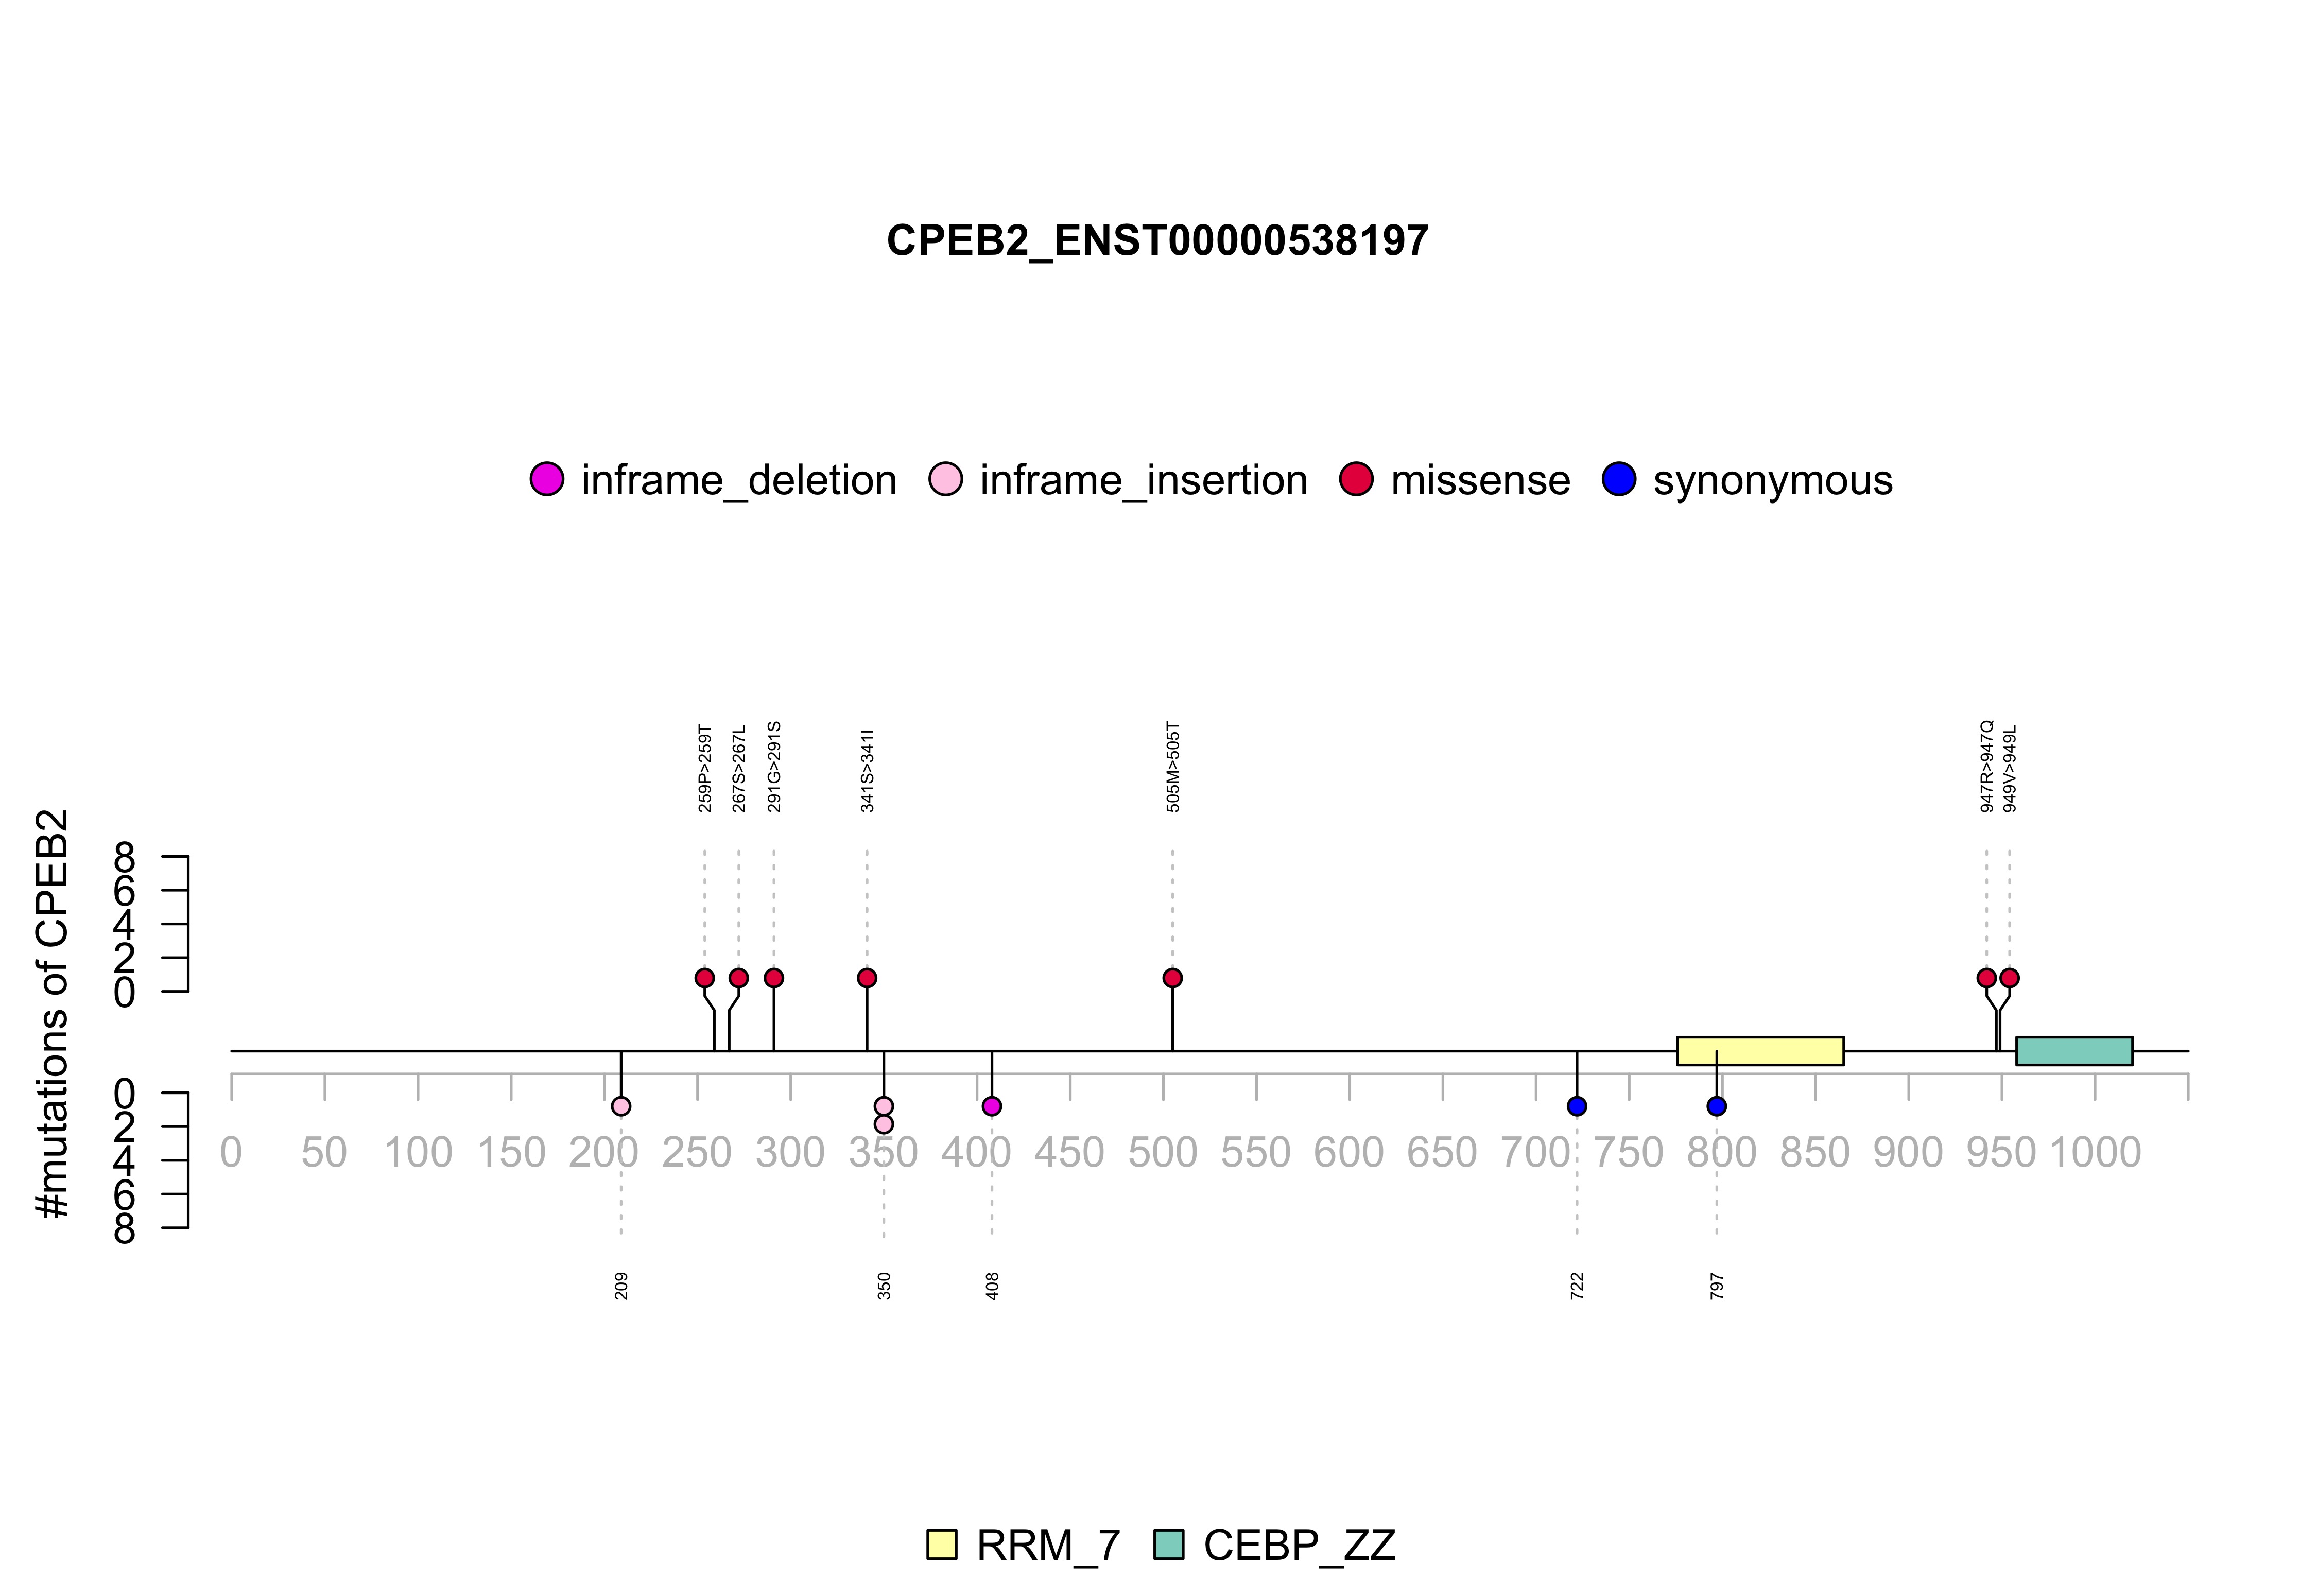 CPEB2_ENST00000538197
inframe_deletion inframe_insertion missense synonymous
259P>259T
267S>267L
291G>291S
341S>341I
505M>505T
947R>947Q
949V>949L
#mutations of CPEB2
8
6
4
2
0
0
2
4
6
8
0 50 100 150 200 250 300 350 400 450 500 550 600 650 700 750 800 850 900 950 1000
209
350
408
722
797
RRM_7 CEBP_ZZ